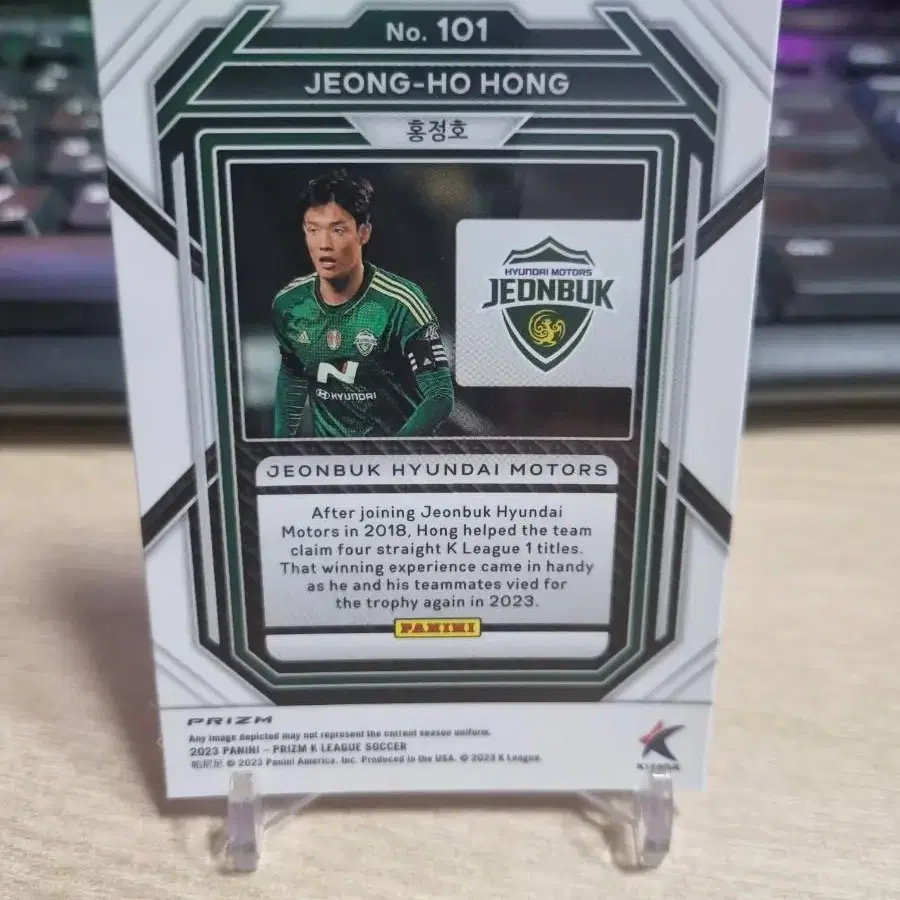 No. 101
JEONG-HO HONG
홍정호
HYUNDAI MOTORS
JEONBUK
N
HYUNDAI
JEONBUK HYUNDAI MOTORS
After joining Jeonbuk Hyundai
Motors in 2018, Hong helped the team
claim four straight K League 1 titles.
That winning experience came in handy
as he and his teammates vied for
the trophy again in 2023.
PANINI
PRIZM
Any image depicted may not represent the current season uniform.
2023 PANINI – PRIZM K LEAGUE SOCCER
帕尼尼 © 2023 Panini America, Inc. Produced in the USA. © 2023 K League.